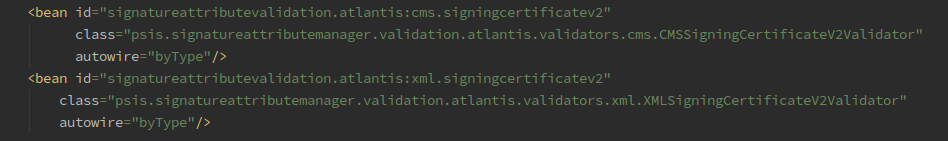 <bean id="signatureattributevalidation.atlantis:cms.signingcertificatev2"
class="psis.signatureattributemanager.validation.atlantis.validators.cms.CMSSigningCertificateV2Validator"
autowire="byType"/>
<bean id="signatureattributevalidation.atlantis:xml.signingcertificatev2"
class="psis.signatureattributemanager.validation.atlantis.validators.xml.XMLSigningCertificateV2Validator"
autowire="byType"/>